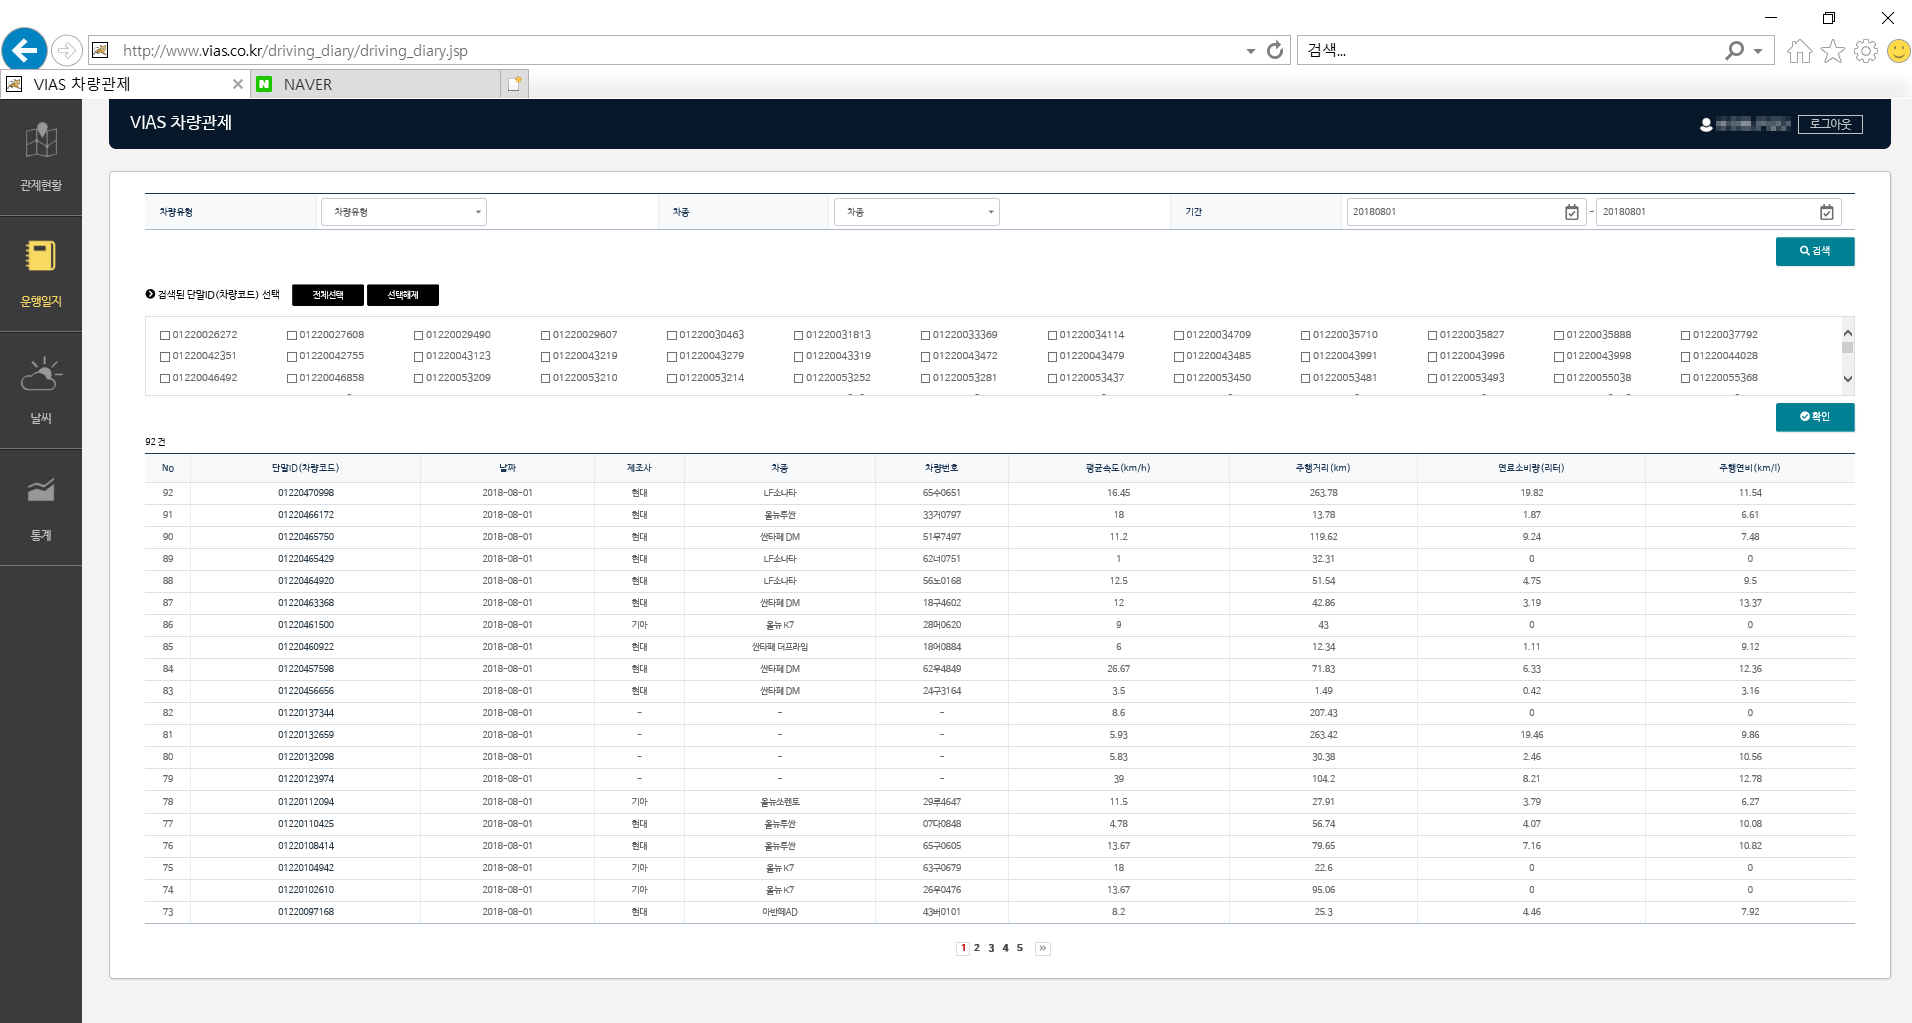 http://www.vias.co.kr/driving_diary/driving_diary.jsp
검색...
VIAS 차량관제
NAVER
VIAS 차량관제
로그아웃
관제현황
운행일지
날씨
통계
차량유형 차량유형 차종 차종 기간 20180801 - 20180801
검색
검색된 단말ID(차량코드) 선택 전체선택 선택해제
01220026272 01220027608 01220029490 01220029607 01220030463 01220031813 01220033369 01220034114 01220034709 01220035710 01220035827 01220035888 01220037792
01220042351 01220042755 01220043123 01220043219 01220043279 01220043319 01220043472 01220043479 01220043485 01220043991 01220043996 01220043998 01220044028
01220046492 01220046858 01220053209 01220053210 01220053214 01220053252 01220053281 01220053437 01220053450 01220053481 01220053493 01220055038 01220055368
확인
92 건
No 단말ID(차량코드) 날짜 제조사 차종 차량번호 평균속도(km/h) 주행거리(km) 연료소비량(리터) 주행연비(km/l)
92 01220470998 2018-08-01 현대 LF소나타 65수0651 16.45 263.78 19.82 11.54
91 01220466172 2018-08-01 현대 올뉴투싼 33거0797 18 13.78 1.87 6.61
90 01220465750 2018-08-01 현대 싼타페 DM 51무7497 11.2 119.62 9.24 7.48
89 01220465429 2018-08-01 현대 LF소나타 62너0751 1 32.31 0 0
88 01220464920 2018-08-01 현대 LF소나타 56노0168 12.5 51.54 4.75 9.5
87 01220463368 2018-08-01 현대 싼타페 DM 18구4602 12 42.86 3.19 13.37
86 01220461500 2018-08-01 기아 올뉴 K7 28머0620 9 43 0 0
85 01220460922 2018-08-01 현대 싼타페 더프라임 18어0884 6 12.34 1.11 9.12
84 01220457598 2018-08-01 현대 싼타페 DM 62우4849 26.67 71.83 6.33 12.36
83 01220456656 2018-08-01 현대 싼타페 DM 24구3164 3.5 1.49 0.42 3.16
82 01220137344 2018-08-01 - - - 8.6 207.43 0 0
81 01220132659 2018-08-01 - - - 5.93 263.42 19.46 9.86
80 01220132098 2018-08-01 - - - 5.83 30.38 2.46 10.56
79 01220123974 2018-08-01 - - - 39 104.2 8.21 12.78
78 01220112094 2018-08-01 기아 올뉴쏘렌토 29루4647 11.5 27.91 3.79 6.27
77 01220110425 2018-08-01 현대 올뉴투싼 07다0848 4.78 56.74 4.07 10.08
76 01220108414 2018-08-01 현대 올뉴투싼 65구0605 13.67 79.65 7.16 10.82
75 01220104942 2018-08-01 기아 올뉴 K7 63구0679 18 22.6 0 0
74 01220102610 2018-08-01 기아 올뉴 K7 26우0476 13.67 95.06 0 0
73 01220097168 2018-08-01 현대 아반떼AD 43버0101 8.2 25.3 4.46 7.92
1 2 3 4 5 »